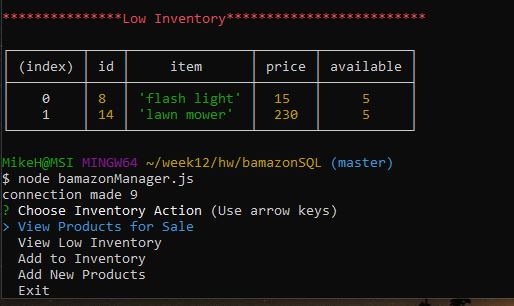 ***************Low Inventory*************************
(index) id item price available
0 8 'flash light' 15 5
1 14 'lawn mower' 230 5
MikeH@MSI MINGW64 ~/week12/hw/bamazonSQL (master)
$ node bamazonManager.js
connection made 9
? Choose Inventory Action (Use arrow keys)
> View Products for Sale
View Low Inventory
Add to Inventory
Add New Products
Exit